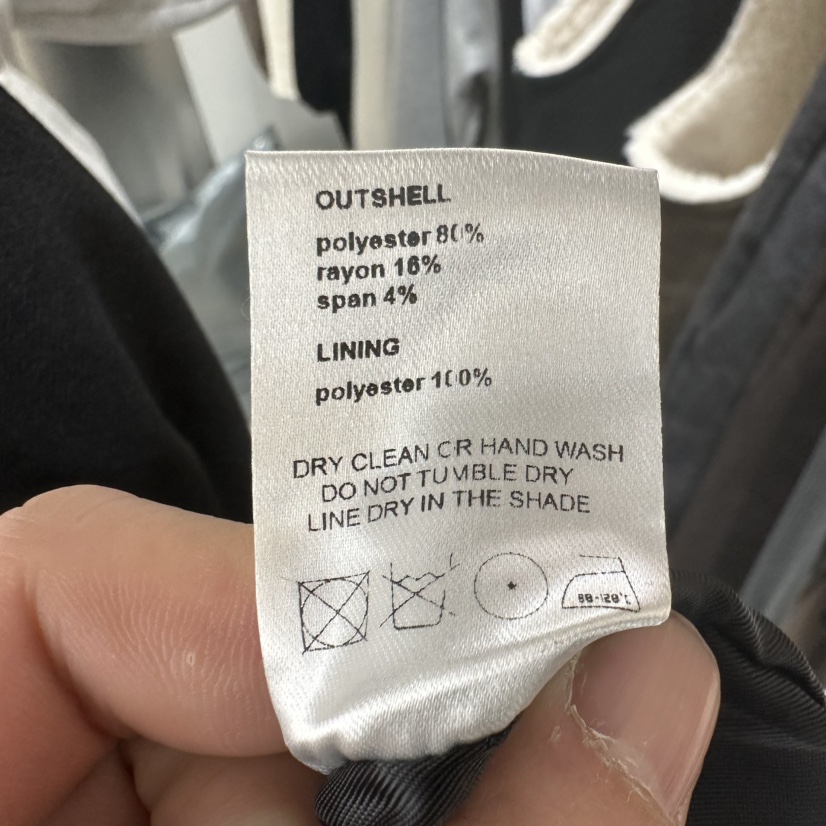 OUTSHELL
polyester 80%
rayon 16%
span 4%
LINING
polyester 100%
DRY CLEAN OR HAND WASH
DO NOT TUMBLE DRY
LINE DRY IN THE SHADE